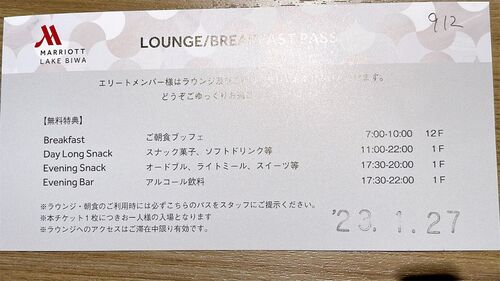 912
MARRIOTT
LAKE BIWA
LOUNGE/BREAKFAST PASS
エリートメンバー様はラウンジ及びご
ます。
どうぞごゆっくりお過
【無料特典】
Breakfast ご朝食ブッフェ 7:00-10:00 12F
Day Long Snack スナック菓子、ソフトドリンク等 11:00-22:00 1F
Evening Snack オードブル、ライトミール、スイーツ等 17:30-20:00 1F
Evening Bar アルコール飲料 17:30-22:00 1F
※ラウンジ・朝食のご利用時には必ずこちらのパスをスタッフにご提示ください。
※本チケット1枚につきお一人様の入場となります
※ラウンジへのアクセスはご滞在中限り有効です。
'23.1.27